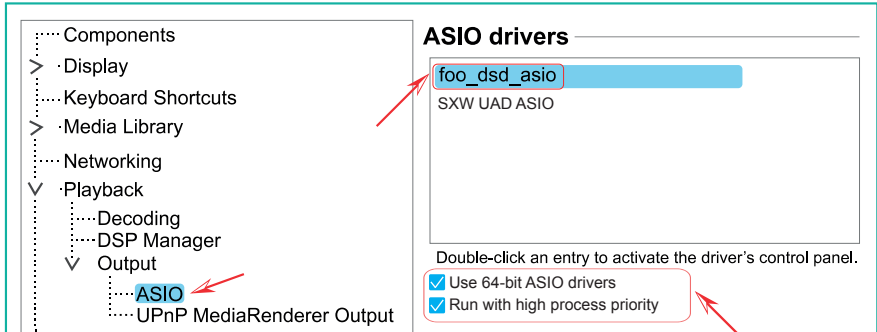 Components
Display
Keyboard Shortcuts
Media Library
Networking
Playback
Decoding
DSP Manager
Output
ASIO
UPnP MediaRenderer Output
ASIO drivers
foo_dsd_asio
SXW UAD ASIO
Double-click an entry to activate the driver's control panel.
Use 64-bit ASIO drivers
Run with high process priority